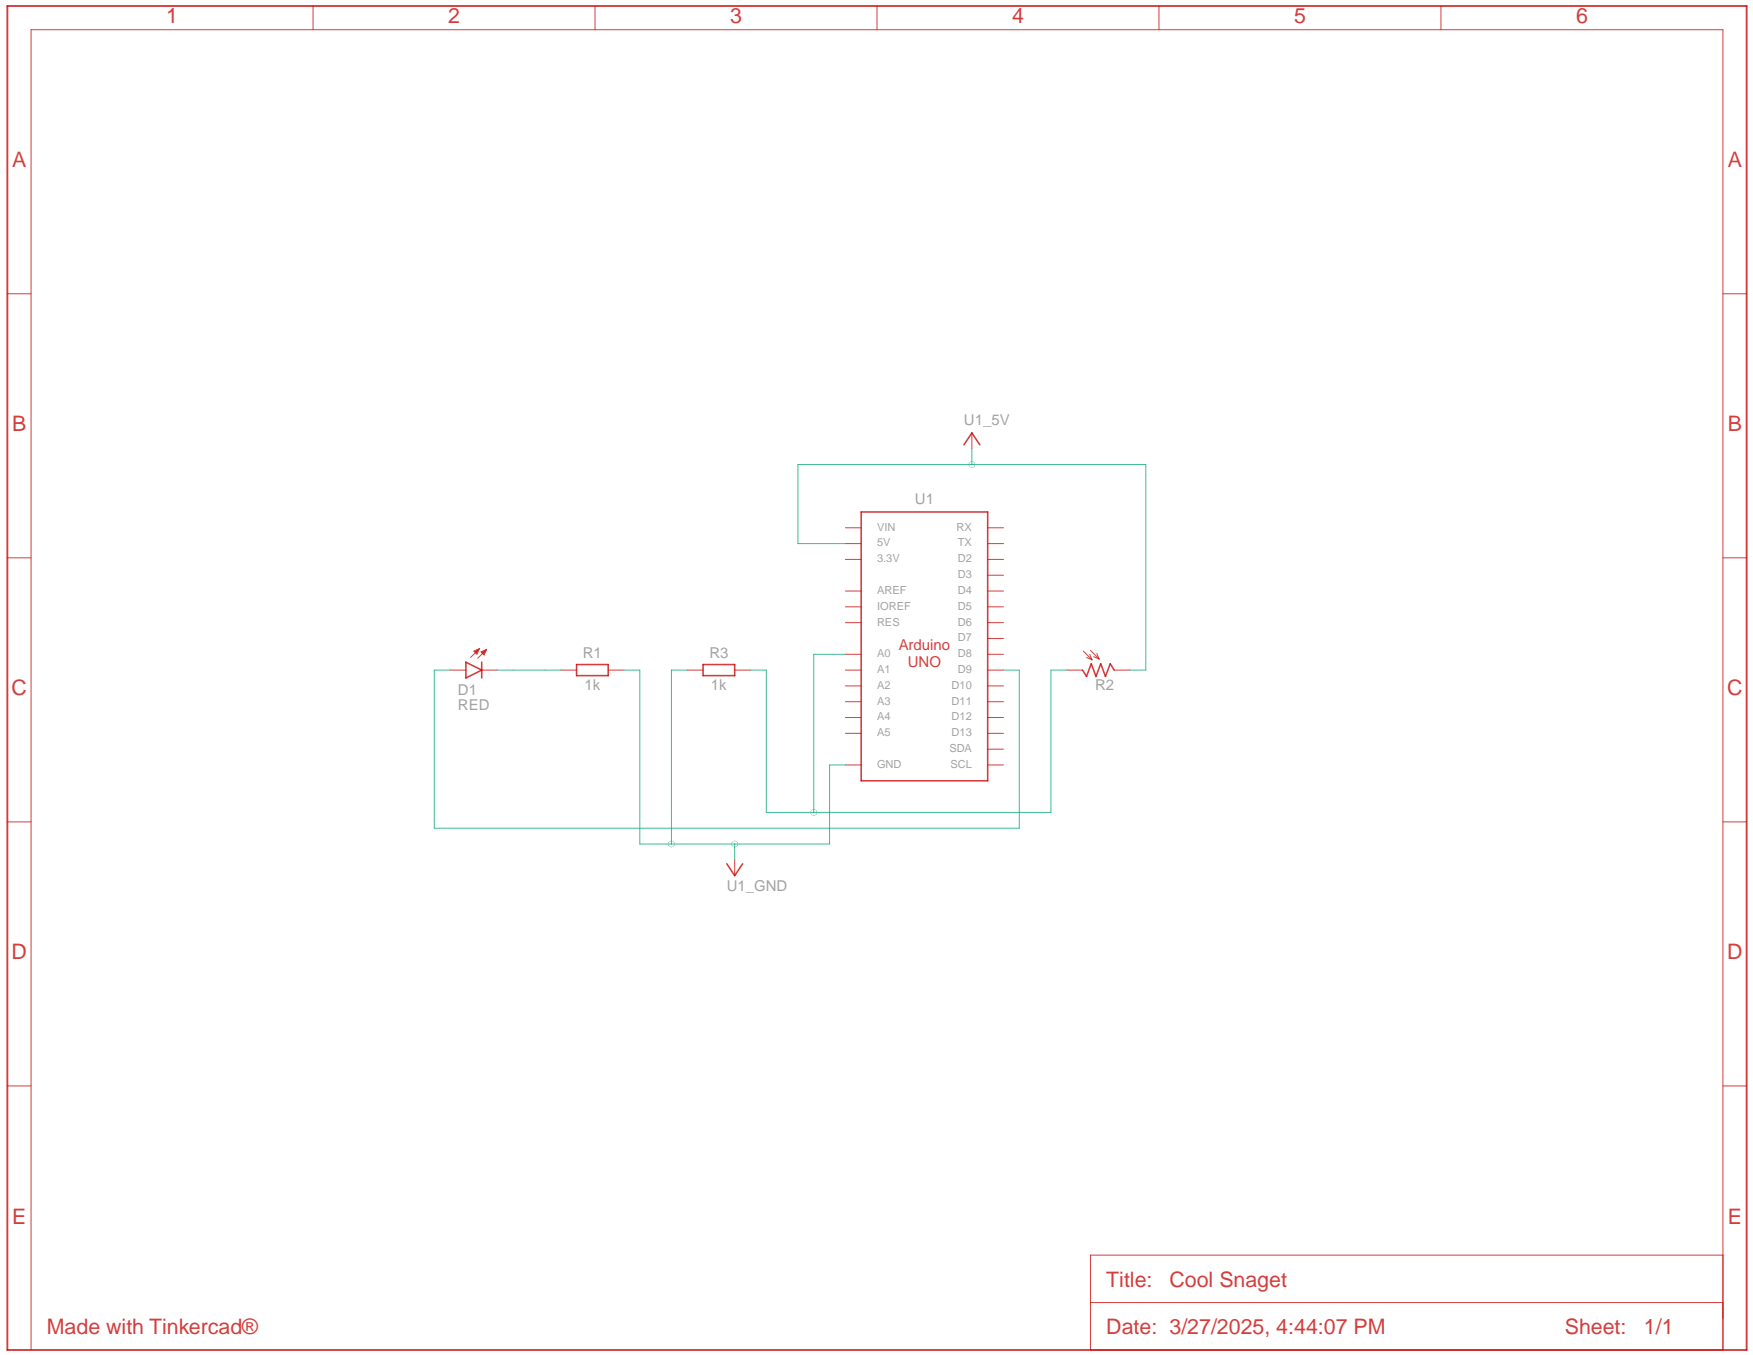 1 2 3 4 5 6
A A
B B
U1_5V
U1
VIN RX
5V TX
3.3V D2
D3
AREF D4
IOREF D5
RES D6
D7
A0 D8
Arduino
UNO
A1 D9
A2 D10
A3 D11
A4 D12
A5 D13
SDA
GND SCL
R1
1k
R3
1k
D1
RED
R2
C C
U1_GND
D D
E E
Title: Cool Snaget
Date: 3/27/2025, 4:44:07 PM Sheet: 1/1
Made with Tinkercad®